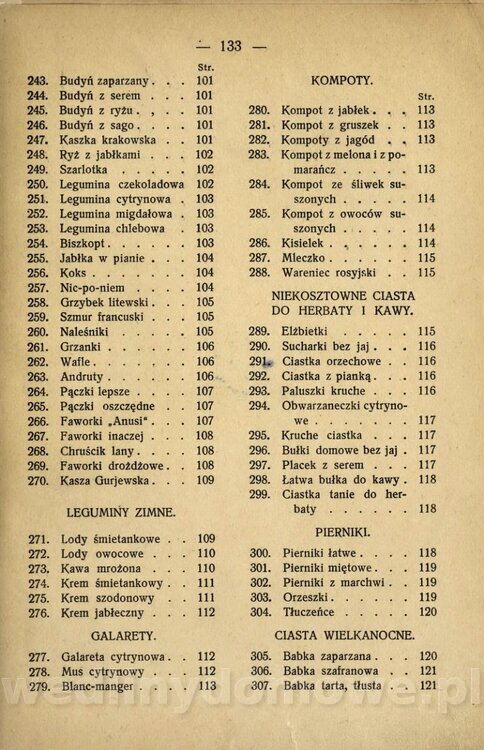 — 133 —
Str.
243. Budyń zaparzany . . . 101
244. Budyń z serem . . . 101
245. Budyń z ryżu . , . . 101
246. Budyń z sago . . . . 101
247. Kaszka krakowska . . 101
248. Ryż z jabłkami . . . 102
249. Szarlotka . . . . . 102
250. Legumina czekoladowa 102
251. Legumina cytrynowa . 103
252. Legumina migdałowa . 103
253. Legumina chlebowa . 103
254. Biszkopt . . . . . . 103
255. Jabłka w pianie . . . 104
256. Koks . . . . . . . 104
257. Nic-po-niem . . . . 104
258. Grzybek litewski . . . 105
259. Szmur francuski . . . 105
260. Naleśniki . . . . . 105
261. Grzanki . . . . . . 106
262. Wafle . . . . . . . 106
263. Andruty . . . . . . 106
264. Pączki lepsze . . . . 107
265. Pączki oszczędne . . 107
266. Faworki „Anusi" . . . 107
267. Faworki inaczej . . . 108
268. Chruścik lany . . . . 108
269. Faworki drożdżowe . . 108
270. Kasza Gurjewska . . . 109
LEGUMINY ZIMNE.
271. Lody śmietankowe . . 109
272. Lody owocowe . . . 110
273. Kawa mrożona . . . 110
274. Krem śmietankowy . . 111
275. Krem szodonowy . . 111
276. Krem jabłeczny . . . 112
GALARETY.
277. Galareta cytrynowa . . 112
278. Muś cytrynowy . . . 112
279. Blanc-manger . . . 113
KOMPOTY.
Str.
280. Kompot z jabłek . . . 113
281. Kompot z gruszek . . 113
282. Kompoty z jagód . . 113
283. Kompot z melona i z po-
marańcz . . . . 113
284. Kompot ze śliwek su-
szonych . . . . 114
285. Kompot z owoców su-
szonych . . . . 114
286. Kisielek . . . . . 114
287. Mleczko . . . . . . 115
288. Wareniec rosyjski . . 115
NIEKOSZTOWNE CIASTA
DO HERBATY I KAWY.
289. Elżbietki . . . . . 115
290. Sucharki bez jaj . . . 116
291. Ciastka orzechowe . . 116
292. Ciastka z pianką . . . 116
293. Paluszki kruche . . . 116
294. Obwarzaneczki cytryno-
we . . . . . . . 117
295. Kruche ciastka . . . . 117
296. Bułki domowe bez jaj . 117
297. Placek z serem . . . 117
298. Łatwa bułka do kawy . 118
299. Ciastka tanie do her-
baty . . . . . . 118
PIERNIKI.
300. Pierniki łatwe . . . . 118
301. Pierniki miętowe . . . 119
302. Pierniki z marchwi . . 119
303. Orzeszki . . . . . . 119
304. Tłuczeńce . . . . . 120
CIASTA WIELKANOCNE.
305. Babka zaparzana . . . 120
306. Babka szafranowa . . 121
307. Babka tarta, tłusta . . 121
wedlinydomowe.pl